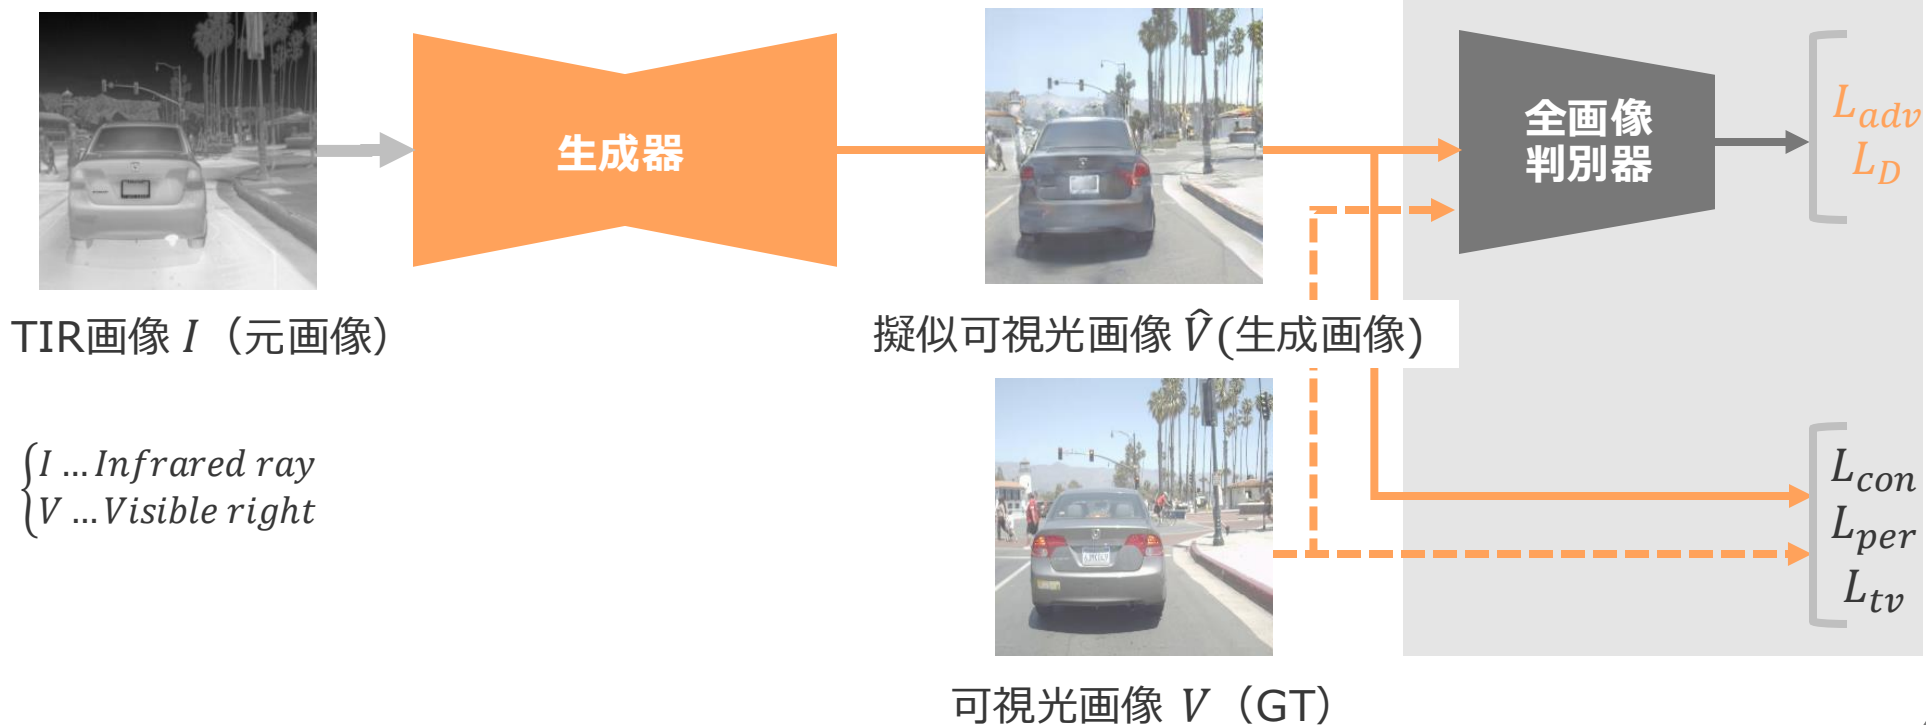 生成器
全画像
判別器
L_adv
L_D
TIR画像 I（元画像）
擬似可視光画像 V̂(生成画像)
{I … Infrared ray
V … Visible right
L_con
L_per
L_tv
可視光画像 V（GT）